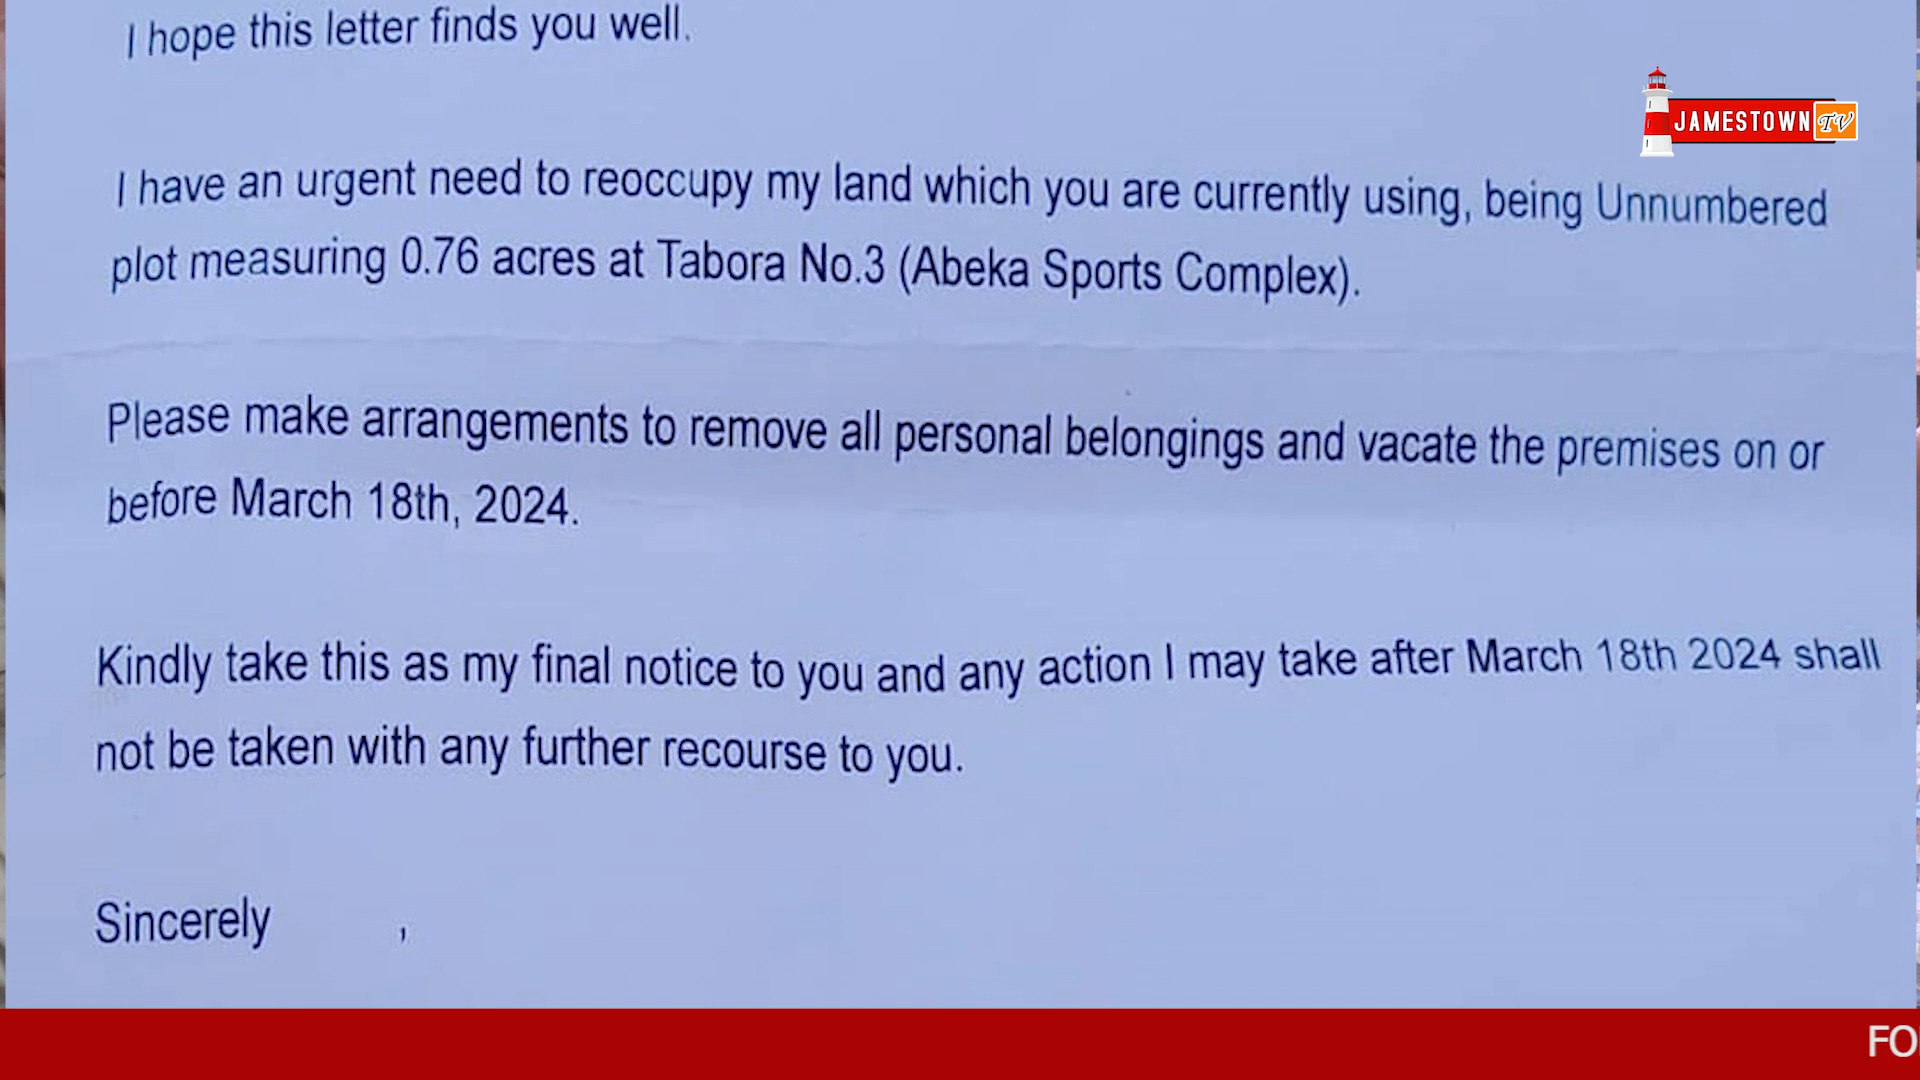 I hope this letter finds you well.
JAMESTOWN TV
I have an urgent need to reoccupy my land which you are currently using, being Unnumbered
plot measuring 0.76 acres at Tabora No.3 (Abeka Sports Complex).
Please make arrangements to remove all personal belongings and vacate the premises on or
before March 18th, 2024.
Kindly take this as my final notice to you and any action I may take after March 18th 2024 shall
not be taken with any further recourse to you.
Sincerely ,
FO